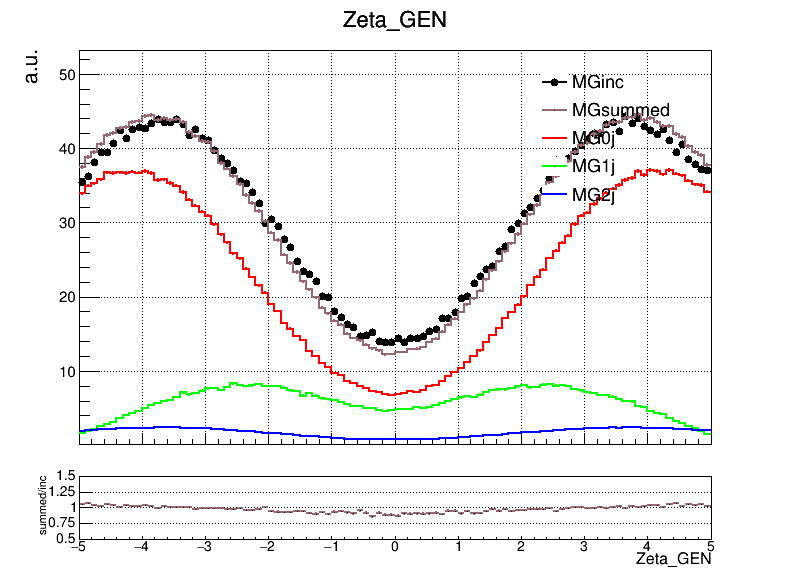 Zeta_GEN
a.u.
50
40
30
20
10
MGinc
MGsummed
MG0j
MG1j
MG2j
summed/inc
1.5
1.25
1
0.75
0.5
−5 −4 −3 −2 −1 0 1 2 3 4 5
Zeta_GEN